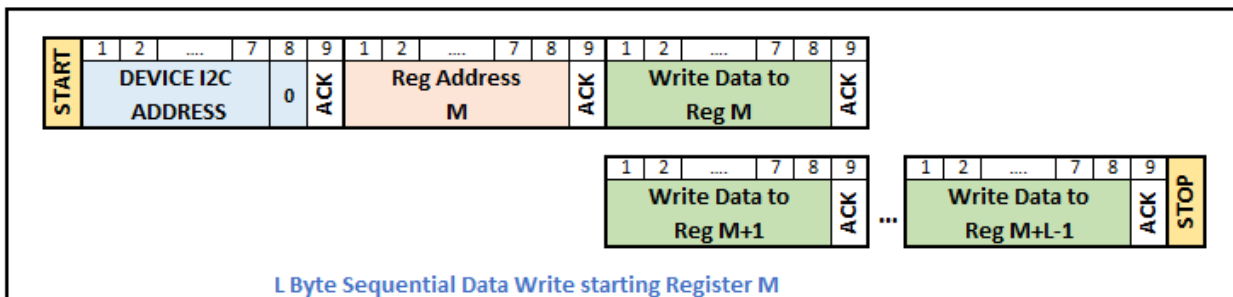 START
1 2 .... 7 8 9 1 2 .... 7 8 9 1 2 .... 7 8 9
DEVICE I2C
ADDRESS
0
ACK
Reg Address
M
ACK
Write Data to
Reg M
ACK
1 2 .... 7 8 9 1 2 .... 7 8 9
Write Data to
Reg M+1
ACK
...
Write Data to
Reg M+L-1
ACK
STOP
L Byte Sequential Data Write starting Register M